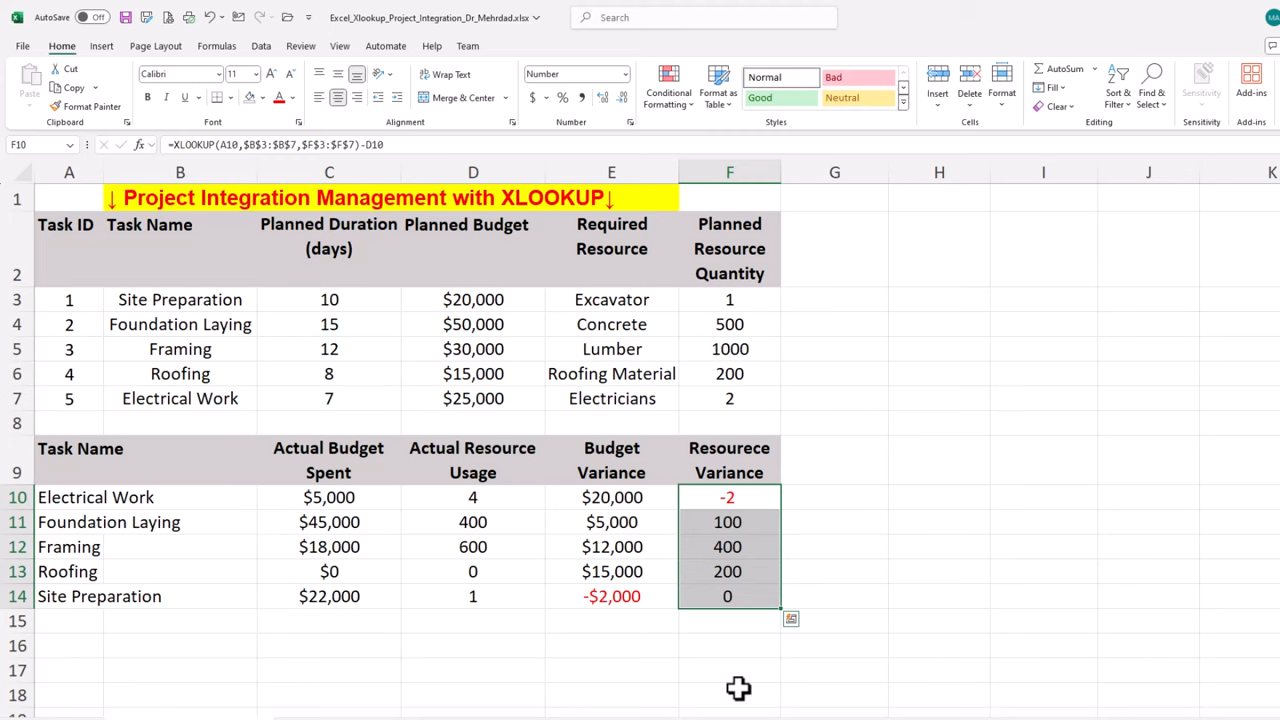 AutoSave Off Excel_Xlookup_Project_Integration_Dr_Mehrdad.xlsx Search
File Home Insert Page Layout Formulas Data Review View Automate Help Team
Paste Cut Calibri 11 A A Wrap Text Number Conditional Formatting Format as Table Normal Bad Insert Delete Format AutoSum Sort & Filter Find & Select Sensitivity Add-ins
Copy B I U A Merge & Center $ % Good Neutral Fill
Format Painter Clear
Clipboard Font Alignment Number Styles Cells Editing Sensitivity Add-ins
F10 fx =XLOOKUP(A10,$B$3:$B$7,$F$3:$F$7)-D10
A B C D E F G H I J K
1 ↓ Project Integration Management with XLOOKUP↓
2 Task ID Task Name Planned Duration (days) Planned Budget Required Resource Planned Resource Quantity
3 1 Site Preparation 10 $20,000 Excavator 1
4 2 Foundation Laying 15 $50,000 Concrete 500
5 3 Framing 12 $30,000 Lumber 1000
6 4 Roofing 8 $15,000 Roofing Material 200
7 5 Electrical Work 7 $25,000 Electricians 2
8
9 Task Name Actual Budget Spent Actual Resource Usage Budget Variance Resourece Variance
10 Electrical Work $5,000 4 $20,000 -2
11 Foundation Laying $45,000 400 $5,000 100
12 Framing $18,000 600 $12,000 400
13 Roofing $0 0 $15,000 200
14 Site Preparation $22,000 1 -$2,000 0
15
16
17
18